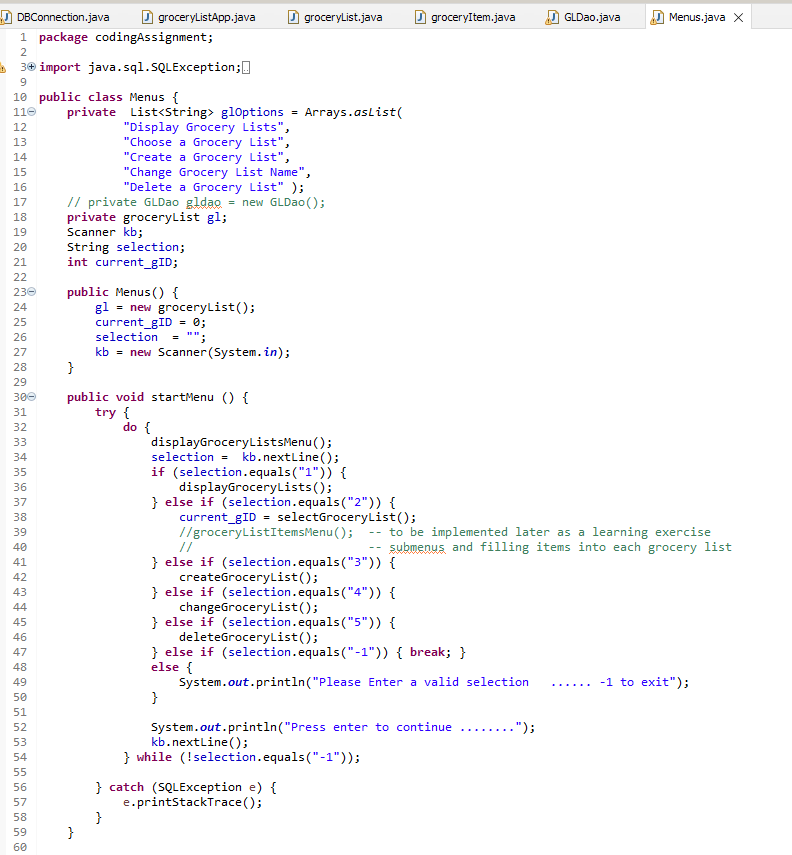 DBConnection.java groceryListApp.java groceryList.java groceryItem.java GLDao.java Menus.java
1 package codingAssignment;
2
3 import java.sql.SQLException;
9
10 public class Menus {
11 private  List<String> glOptions = Arrays.asList(
12 "Display Grocery Lists",
13 "Choose a Grocery List",
14 "Create a Grocery List",
15 "Change Grocery List Name",
16 "Delete a Grocery List" );
17 // private GLDao gldao = new GLDao();
18 private groceryList gl;
19 Scanner kb;
20 String selection;
21 int current_gID;
22
23 public Menus() {
24 gl = new groceryList();
25 current_gID = 0;
26 selection  = "";
27 kb = new Scanner(System.in);
28 }
29
30 public void startMenu () {
31 try {
32 do {
33 displayGroceryListsMenu();
34 selection =  kb.nextLine();
35 if (selection.equals("1")) {
36 displayGroceryLists();
37 } else if (selection.equals("2")) {
38 current_gID = selectGroceryList();
39 //groceryListItemsMenu();  -- to be implemented later as a learning exercise
40 //                         -- submenus and filling items into each grocery list
41 } else if (selection.equals("3")) {
42 createGroceryList();
43 } else if (selection.equals("4")) {
44 changeGroceryList();
45 } else if (selection.equals("5")) {
46 deleteGroceryList();
47 } else if (selection.equals("-1")) { break; }
48 else {
49 System.out.println("Please Enter a valid selection   ...... -1 to exit");
50 }
51
52 System.out.println("Press enter to continue ........");
53 kb.nextLine();
54 } while (!selection.equals("-1"));
55
56 } catch (SQLException e) {
57 e.printStackTrace();
58 }
59 }
60